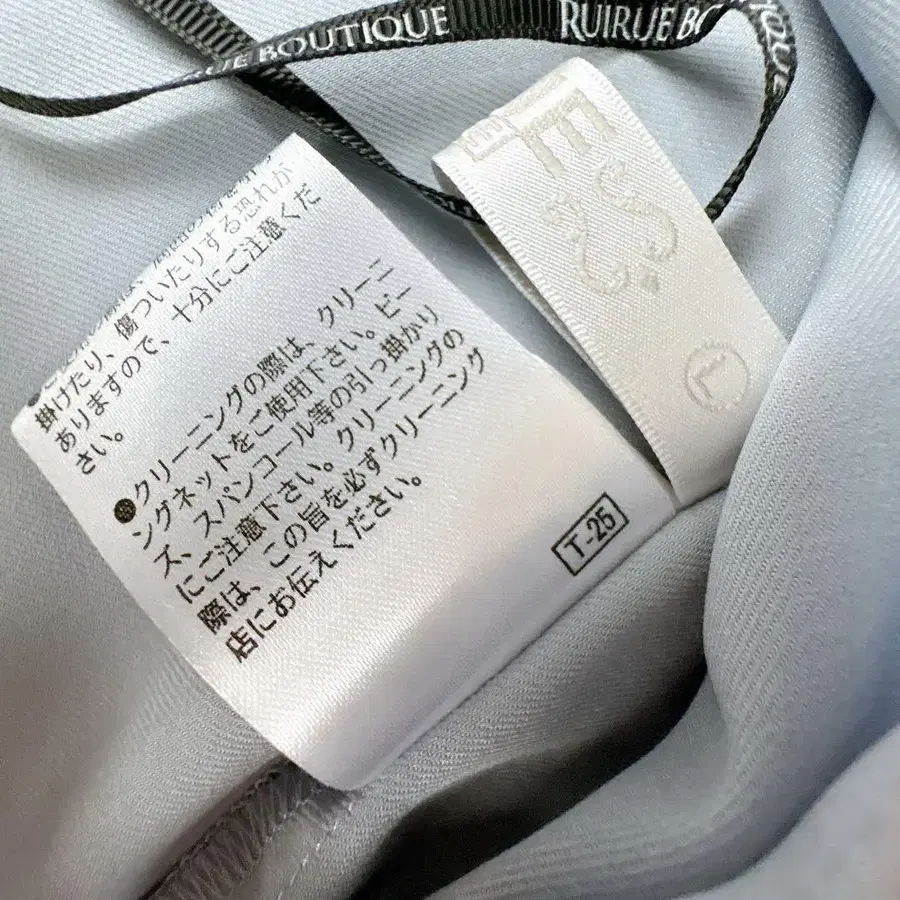 RUIRUE BOUTIQUE
RUIRUE BO
QUE
掛けたり、傷ついたりする恐れが
ありますので、十分にご注意くだ
さい。
●クリーニングの際は、クリーニ
ングネットをご使用下さい。ビー
ズ、スパンコール等の引っ掛かり
にご注意下さい。クリーニングの
際は、この旨を必ずクリーニング
店にお伝えください。
T-25
L